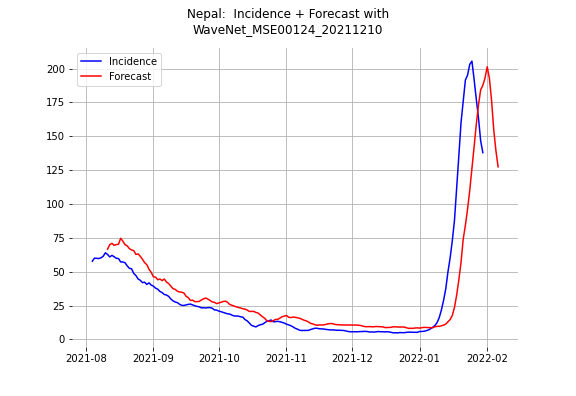 Nepal:  Incidence + Forecast with
WaveNet_MSE00124_20211210
Incidence
Forecast
200
175
150
125
100
75
50
25
0
2021-08 2021-09 2021-10 2021-11 2021-12 2022-01 2022-02